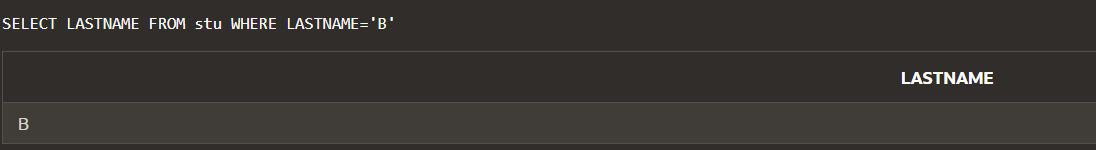 SELECT LASTNAME FROM stu WHERE LASTNAME='B'
LASTNAME
B